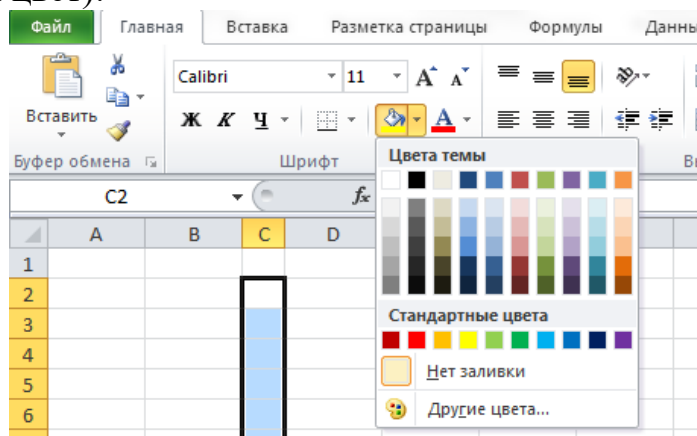 Файл Главная Вставка Разметка страницы Формулы Данны
Calibri 11 A A
Вставить Ж К Ч A
Буфер обмена Шрифт
Цвета темы
C2 fx
A B C D
1
2
3
Стандартные цвета
4
Нет заливки
5
6
Другие цвета...